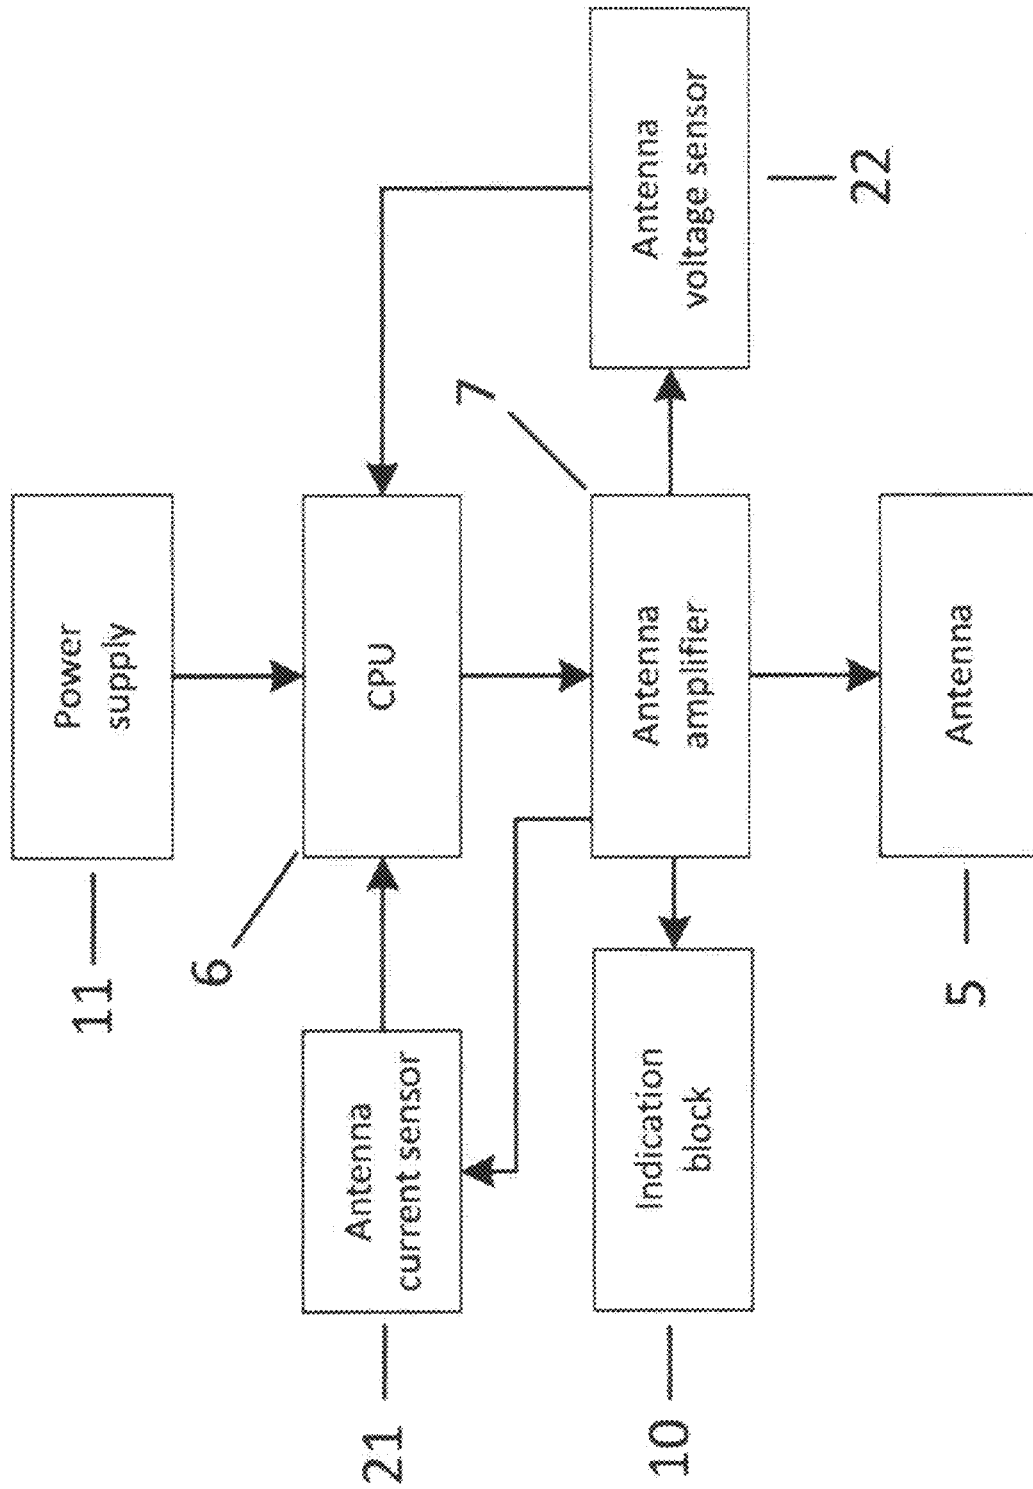 11
Power
supply
21
Antenna
current sensor
6
CPU
10
Indication
block
Antenna
amplifier
7
Antenna
voltage sensor
22
5
Antenna